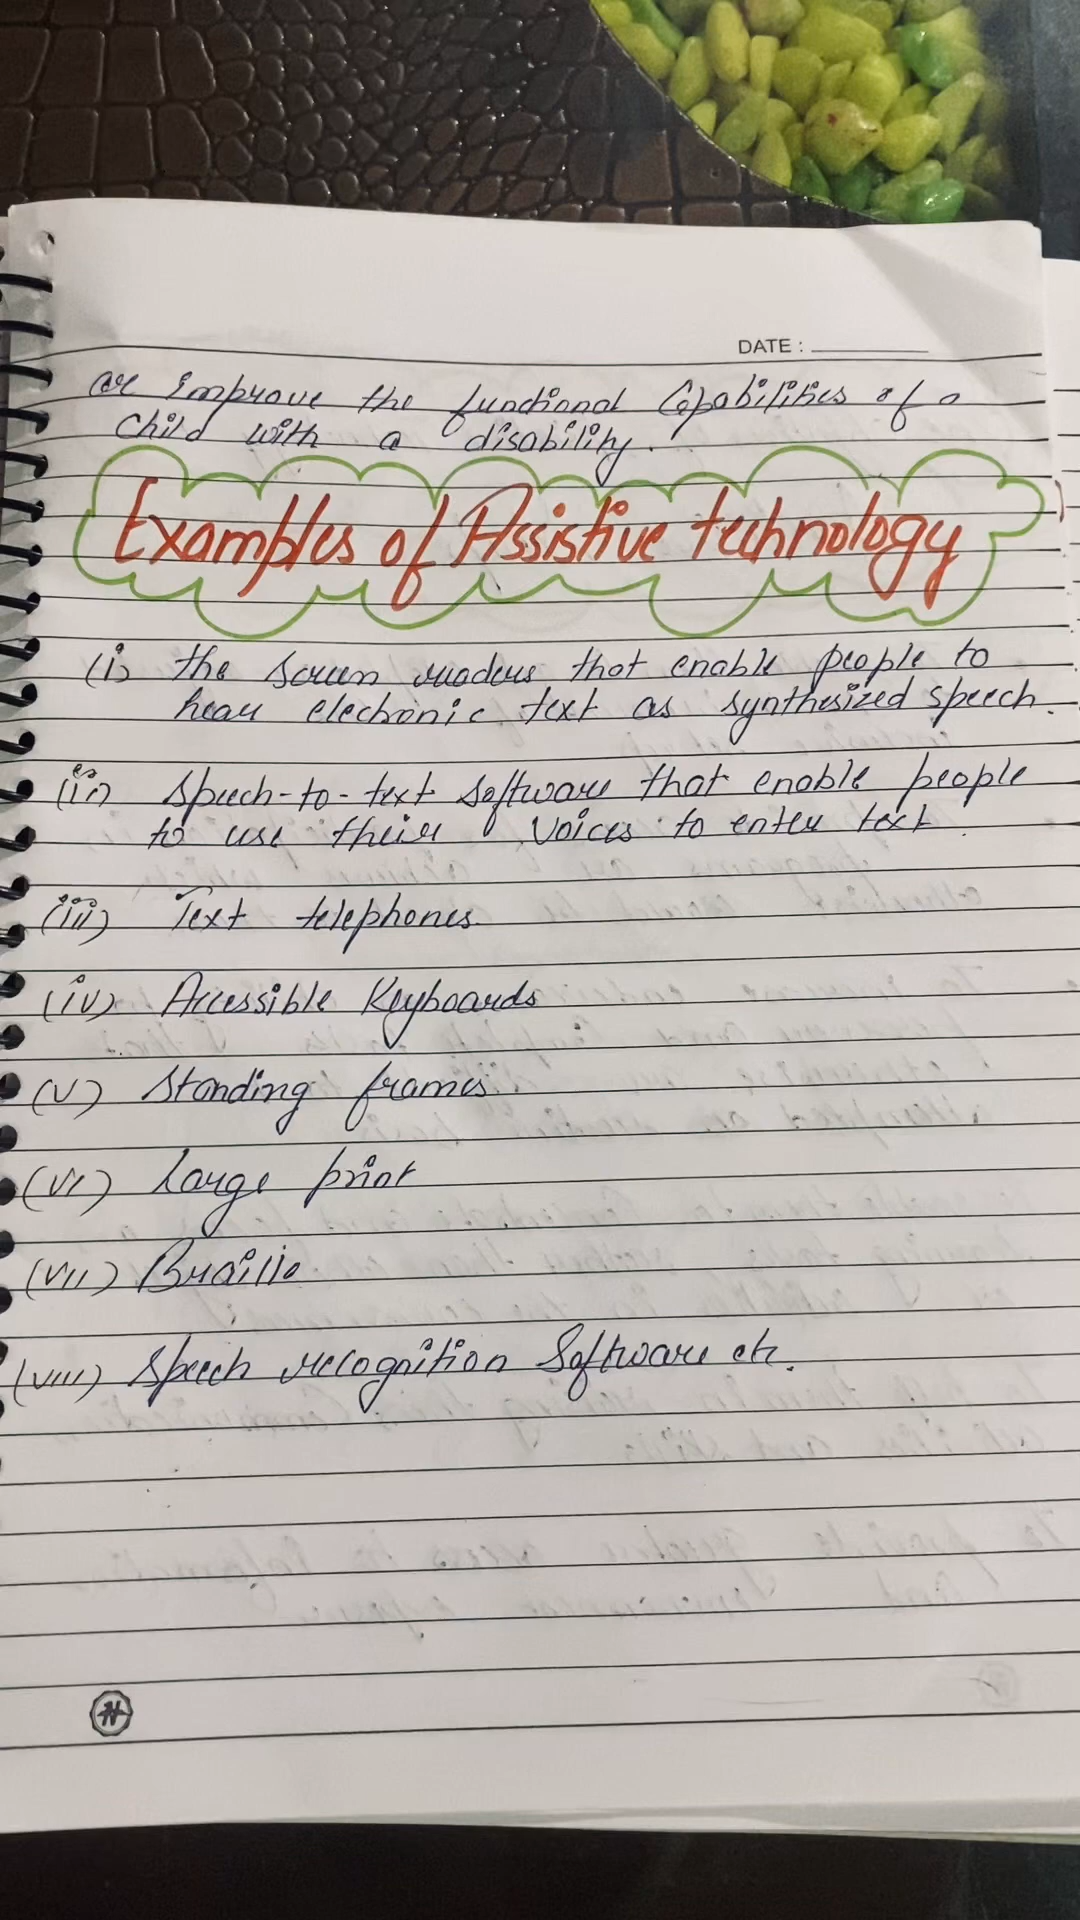 DATE :
or improve the functional Capabilities of a
Child with a disability.
Examples of Assistive technology
(i) the screen readers that enable people to
hear electronic text as synthesized speech.
(ii) Speech-to-text software that enable people
to use their voices to enter text.
(iii) Text telephones.
(iv) Accessible Keyboards
(v) Standing frames.
(vi) Large print
(vii) Braille
(viii) Speech recognition Software etc.